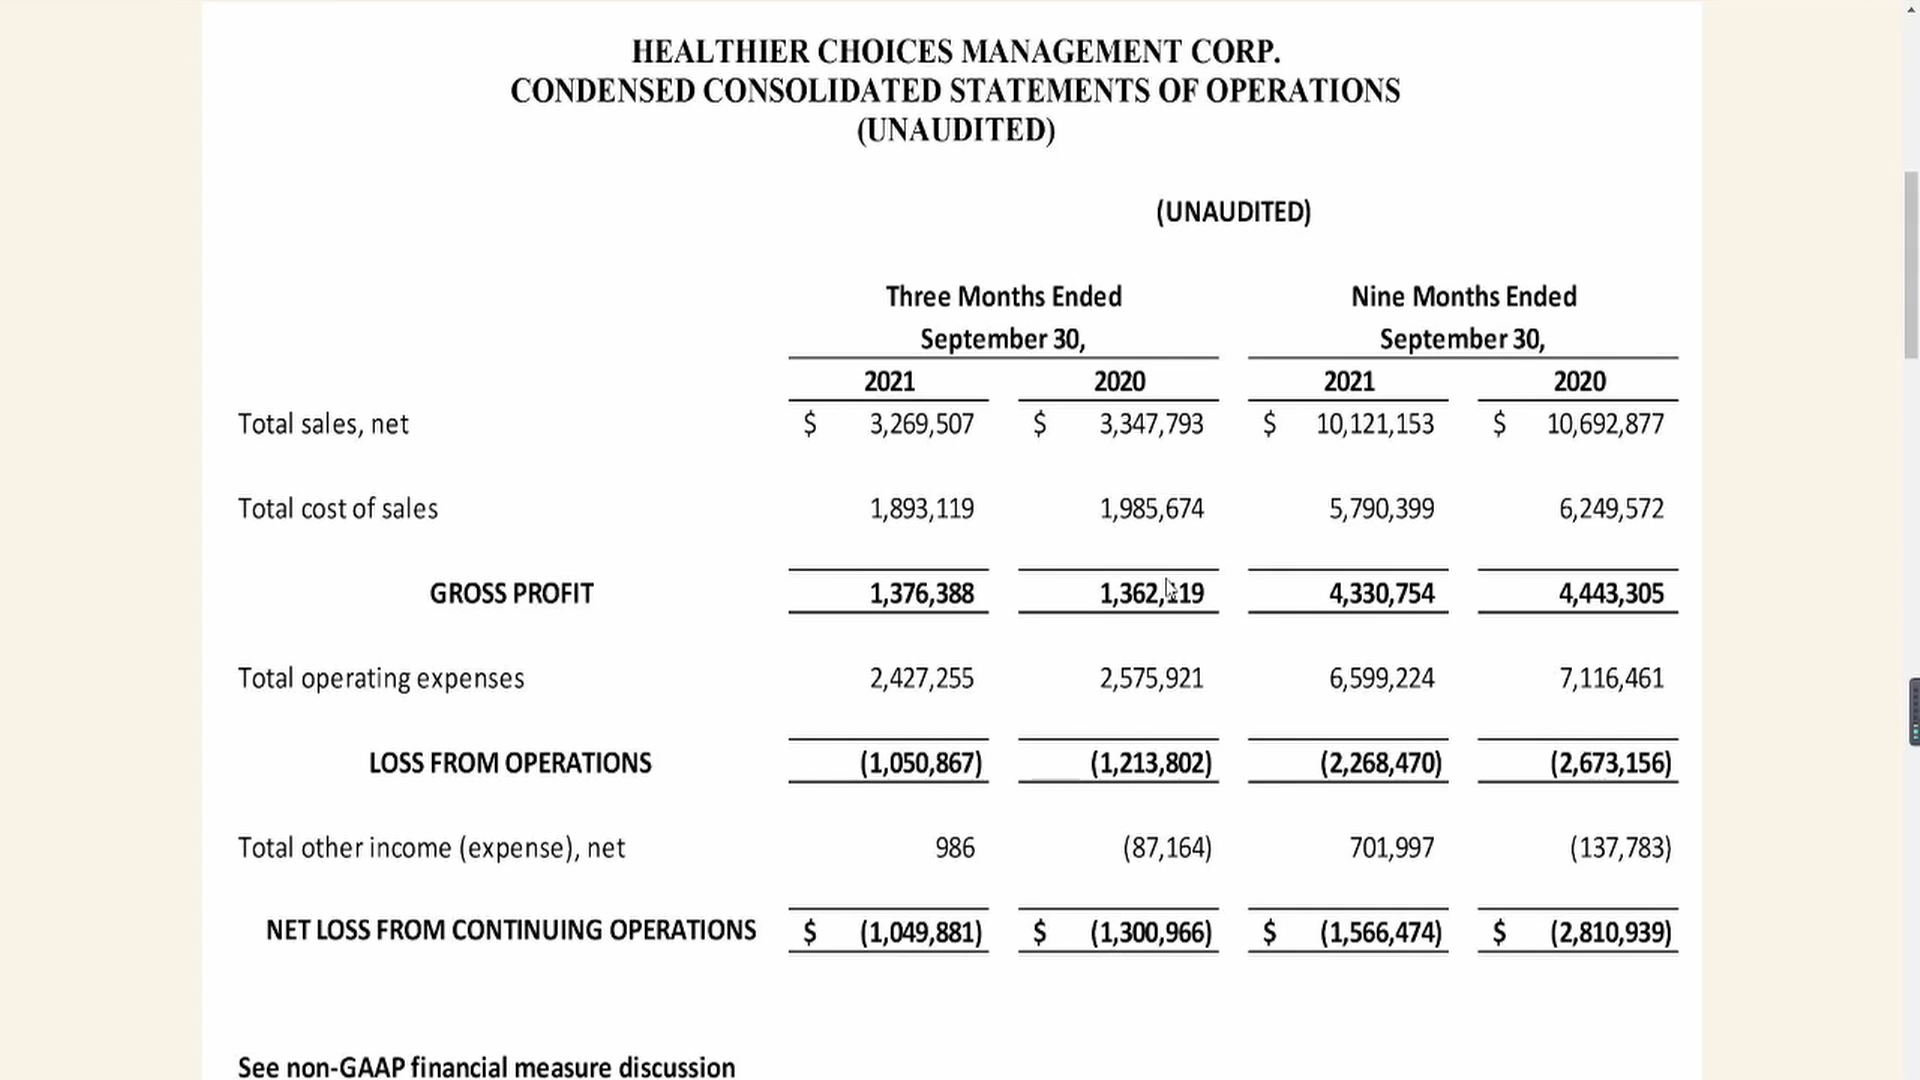 HEALTHIER CHOICES MANAGEMENT CORP.
CONDENSED CONSOLIDATED STATEMENTS OF OPERATIONS
(UNAUDITED)
(UNAUDITED)
Three Months Ended Nine Months Ended
September 30, September 30,
2021 2020 2021 2020
Total sales, net $ 3,269,507 $ 3,347,793 $ 10,121,153 $ 10,692,877
Total cost of sales 1,893,119 1,985,674 5,790,399 6,249,572
GROSS PROFIT 1,376,388 1,362,119 4,330,754 4,443,305
Total operating expenses 2,427,255 2,575,921 6,599,224 7,116,461
LOSS FROM OPERATIONS (1,050,867) (1,213,802) (2,268,470) (2,673,156)
Total other income (expense), net 986 (87,164) 701,997 (137,783)
NET LOSS FROM CONTINUING OPERATIONS $ (1,049,881) $ (1,300,966) $ (1,566,474) $ (2,810,939)
See non-GAAP financial measure discussion